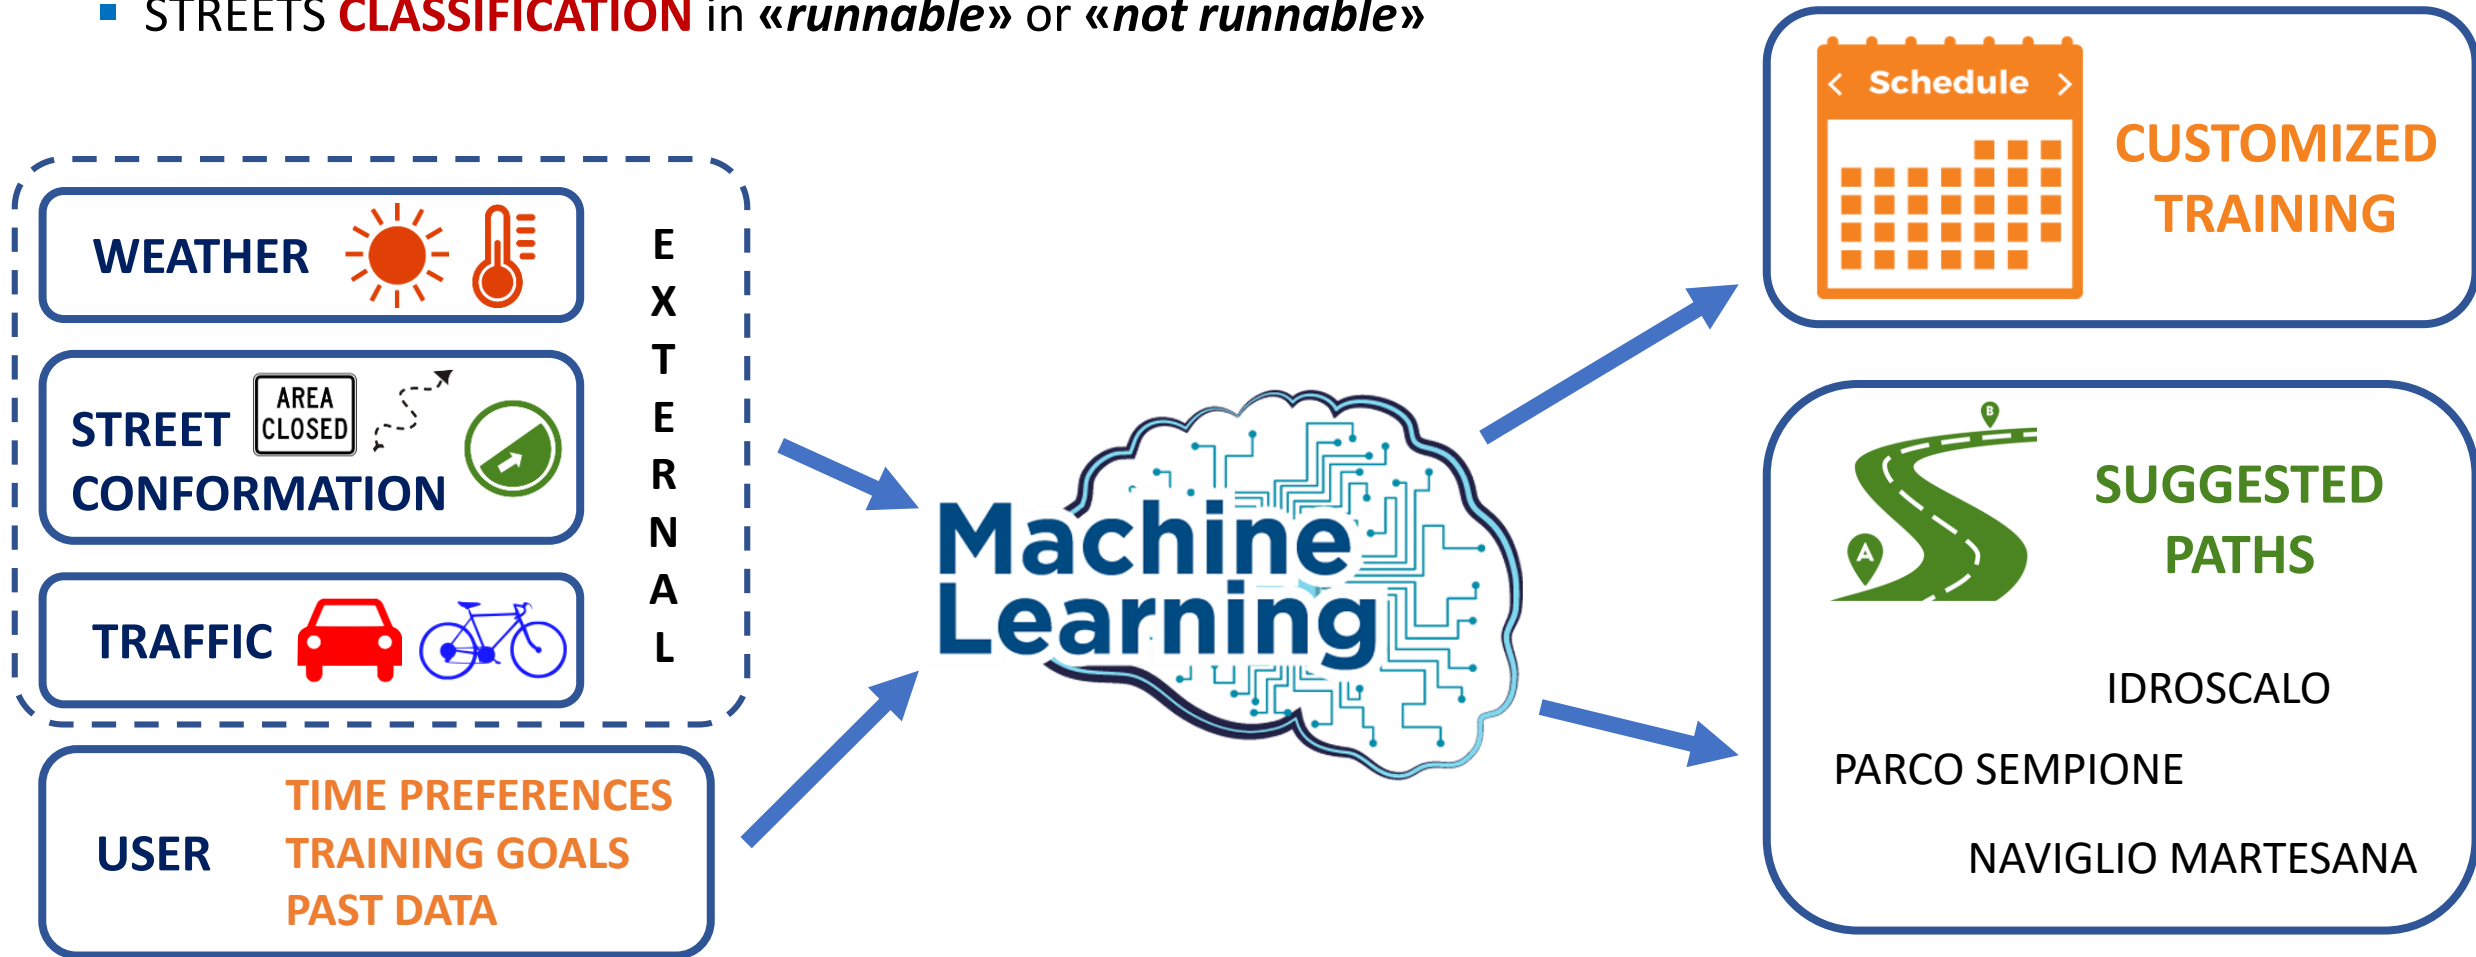 ▪ STREETS CLASSIFICATION in «runnable» or «not runnable»
WEATHER
STREET
CONFORMATION
AREA
CLOSED
TRAFFIC
E
X
T
E
R
N
A
L
USER
TIME PREFERENCES
TRAINING GOALS
PAST DATA
Machine
Learning
< Schedule >
CUSTOMIZED
TRAINING
B
A
SUGGESTED
PATHS
IDROSCALO
PARCO SEMPIONE
NAVIGLIO MARTESANA